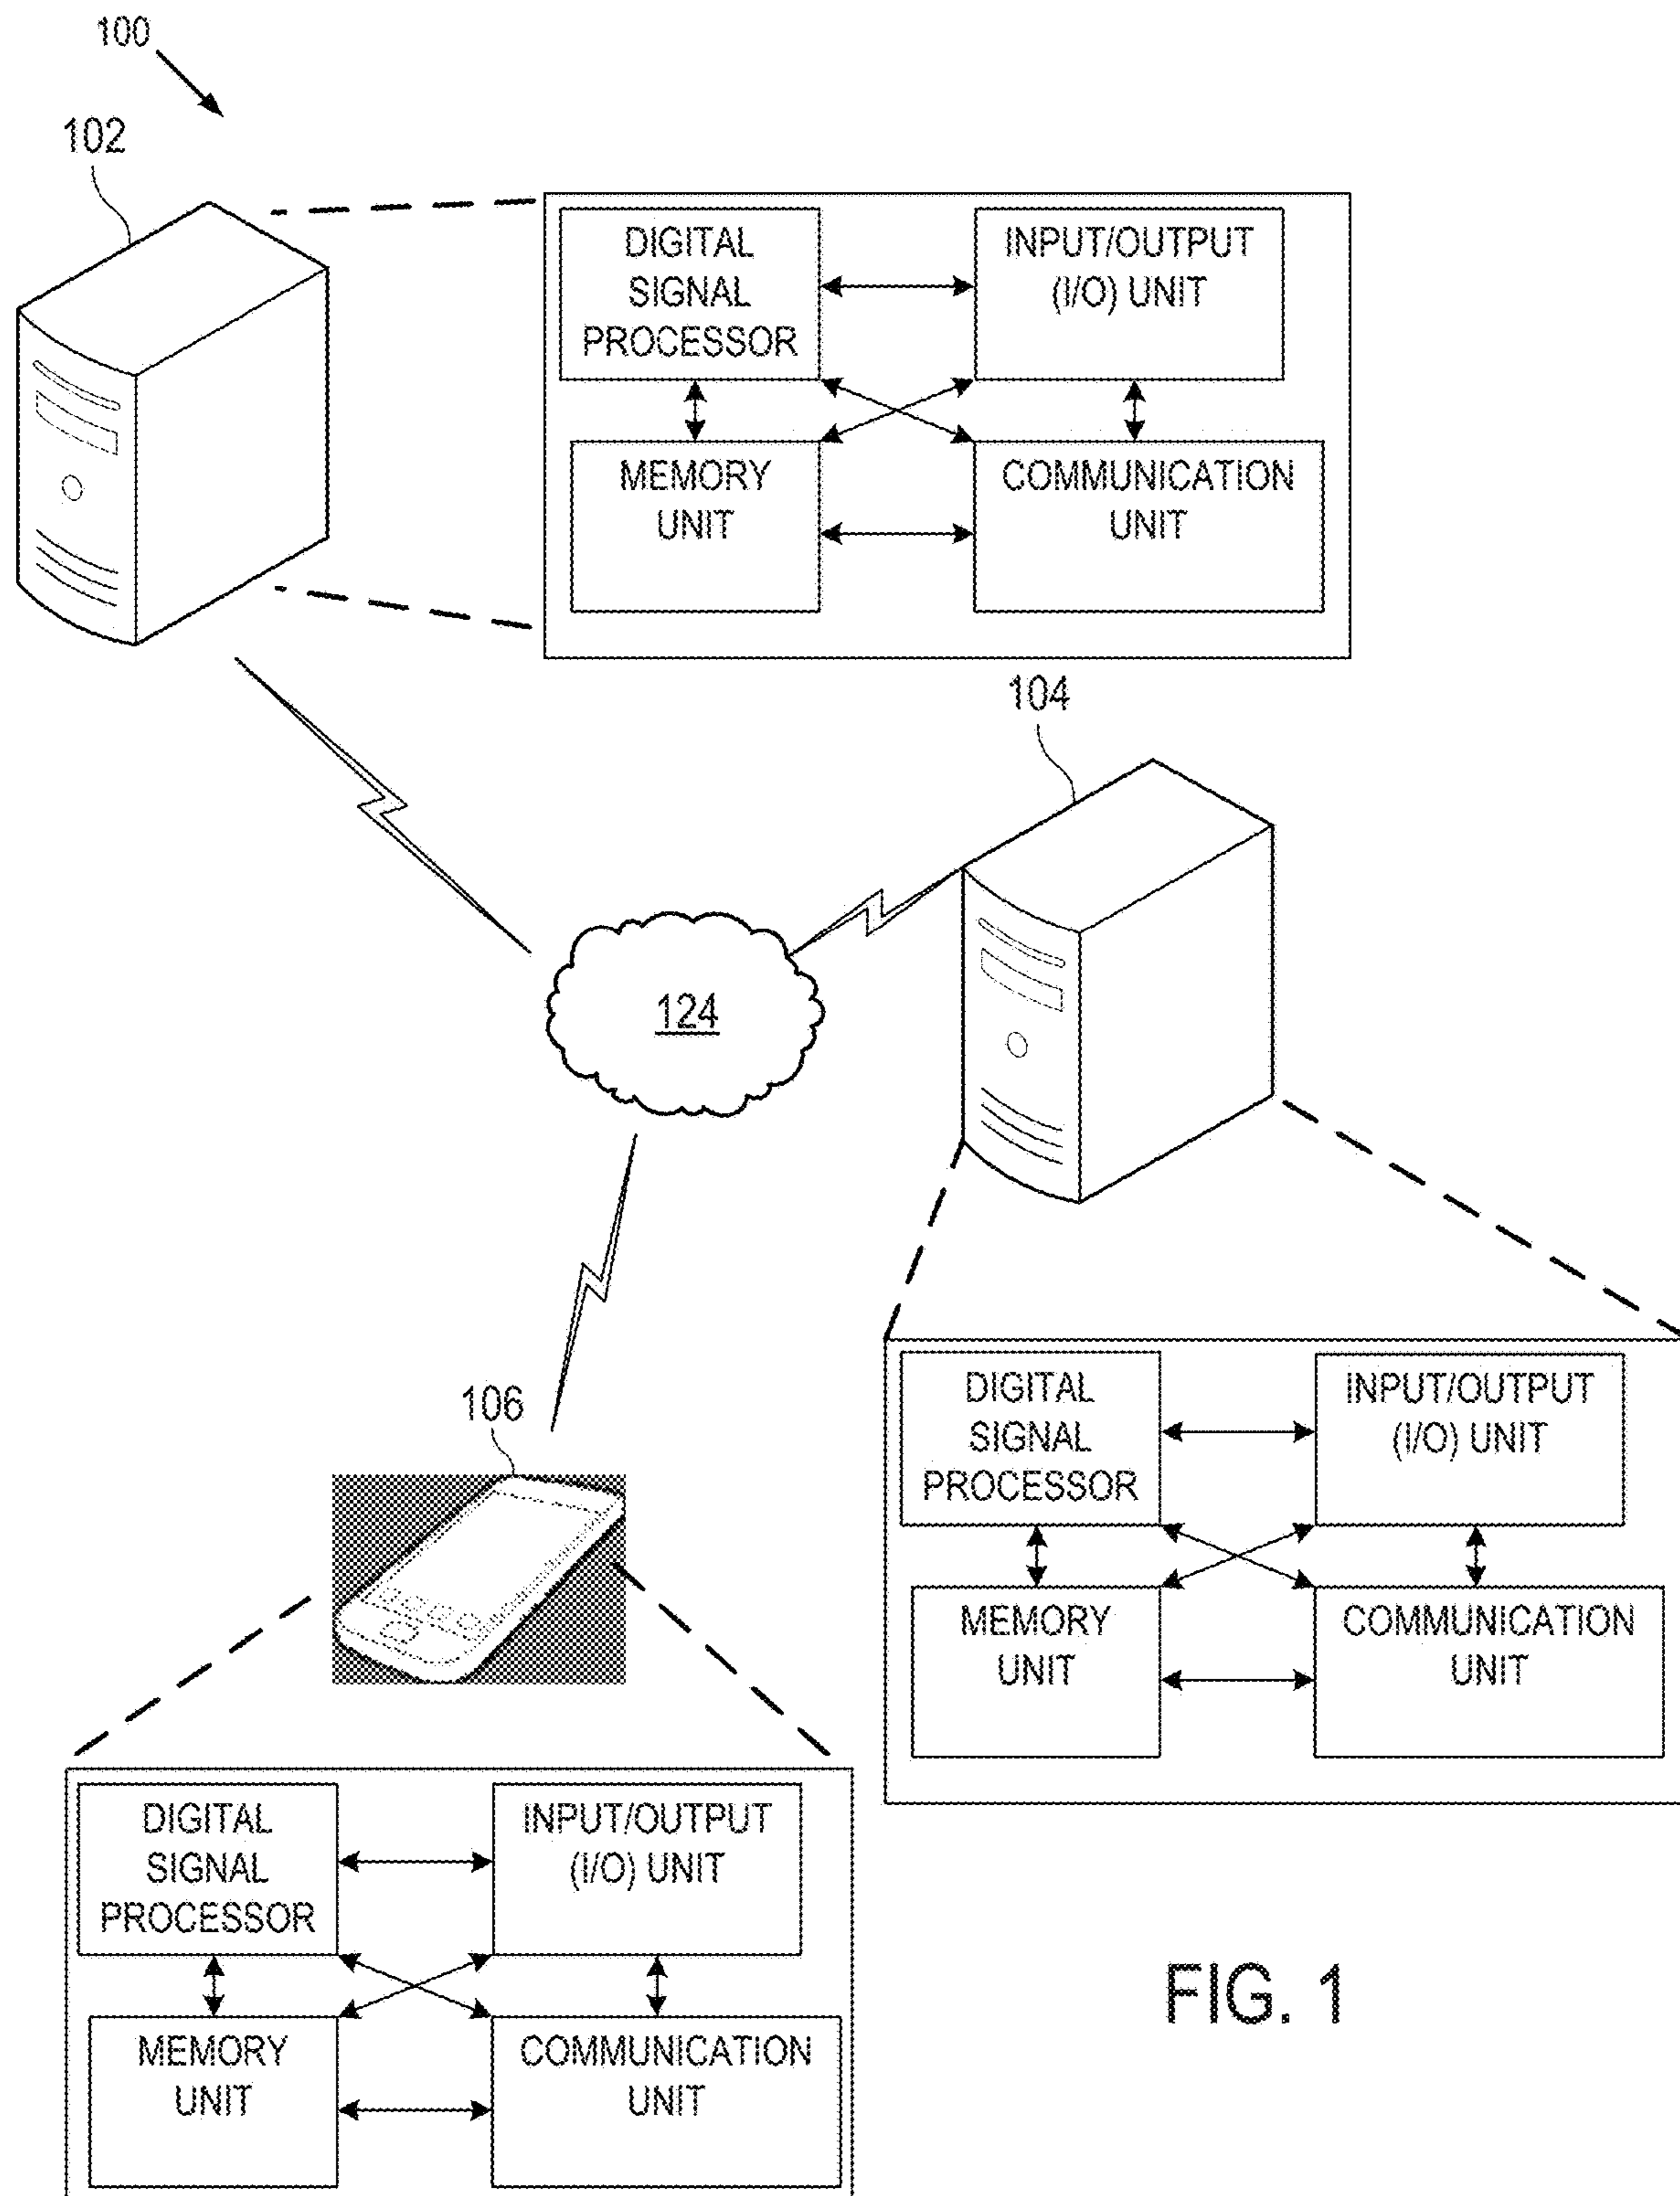 100
102
DIGITAL
SIGNAL
PROCESSOR
INPUT/OUTPUT
(I/O) UNIT
MEMORY
UNIT
COMMUNICATION
UNIT
104
124
106
DIGITAL
SIGNAL
PROCESSOR
INPUT/OUTPUT
(I/O) UNIT
MEMORY
UNIT
COMMUNICATION
UNIT
DIGITAL
SIGNAL
PROCESSOR
INPUT/OUTPUT
(I/O) UNIT
MEMORY
UNIT
COMMUNICATION
UNIT
FIG. 1